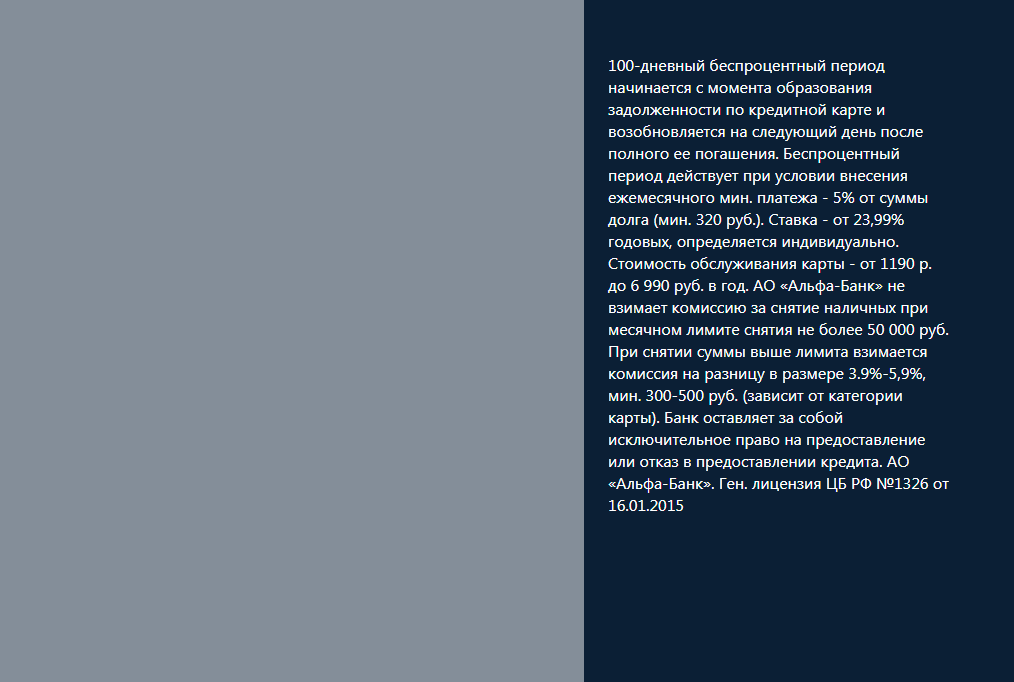 100-дневный беспроцентный период
начинается с момента образования
задолженности по кредитной карте и
возобновляется на следующий день после
полного ее погашения. Беспроцентный
период действует при условии внесения
ежемесячного мин. платежа - 5% от суммы
долга (мин. 320 руб.). Ставка - от 23,99%
годовых, определяется индивидуально.
Стоимость обслуживания карты - от 1190 р.
до 6 990 руб. в год. АО «Альфа-Банк» не
взимает комиссию за снятие наличных при
месячном лимите снятия не более 50 000 руб.
При снятии суммы выше лимита взимается
комиссия на разницу в размере 3.9%-5,9%,
мин. 300-500 руб. (зависит от категории
карты). Банк оставляет за собой
исключительное право на предоставление
или отказ в предоставлении кредита. АО
«Альфа-Банк». Ген. лицензия ЦБ РФ №1326 от
16.01.2015